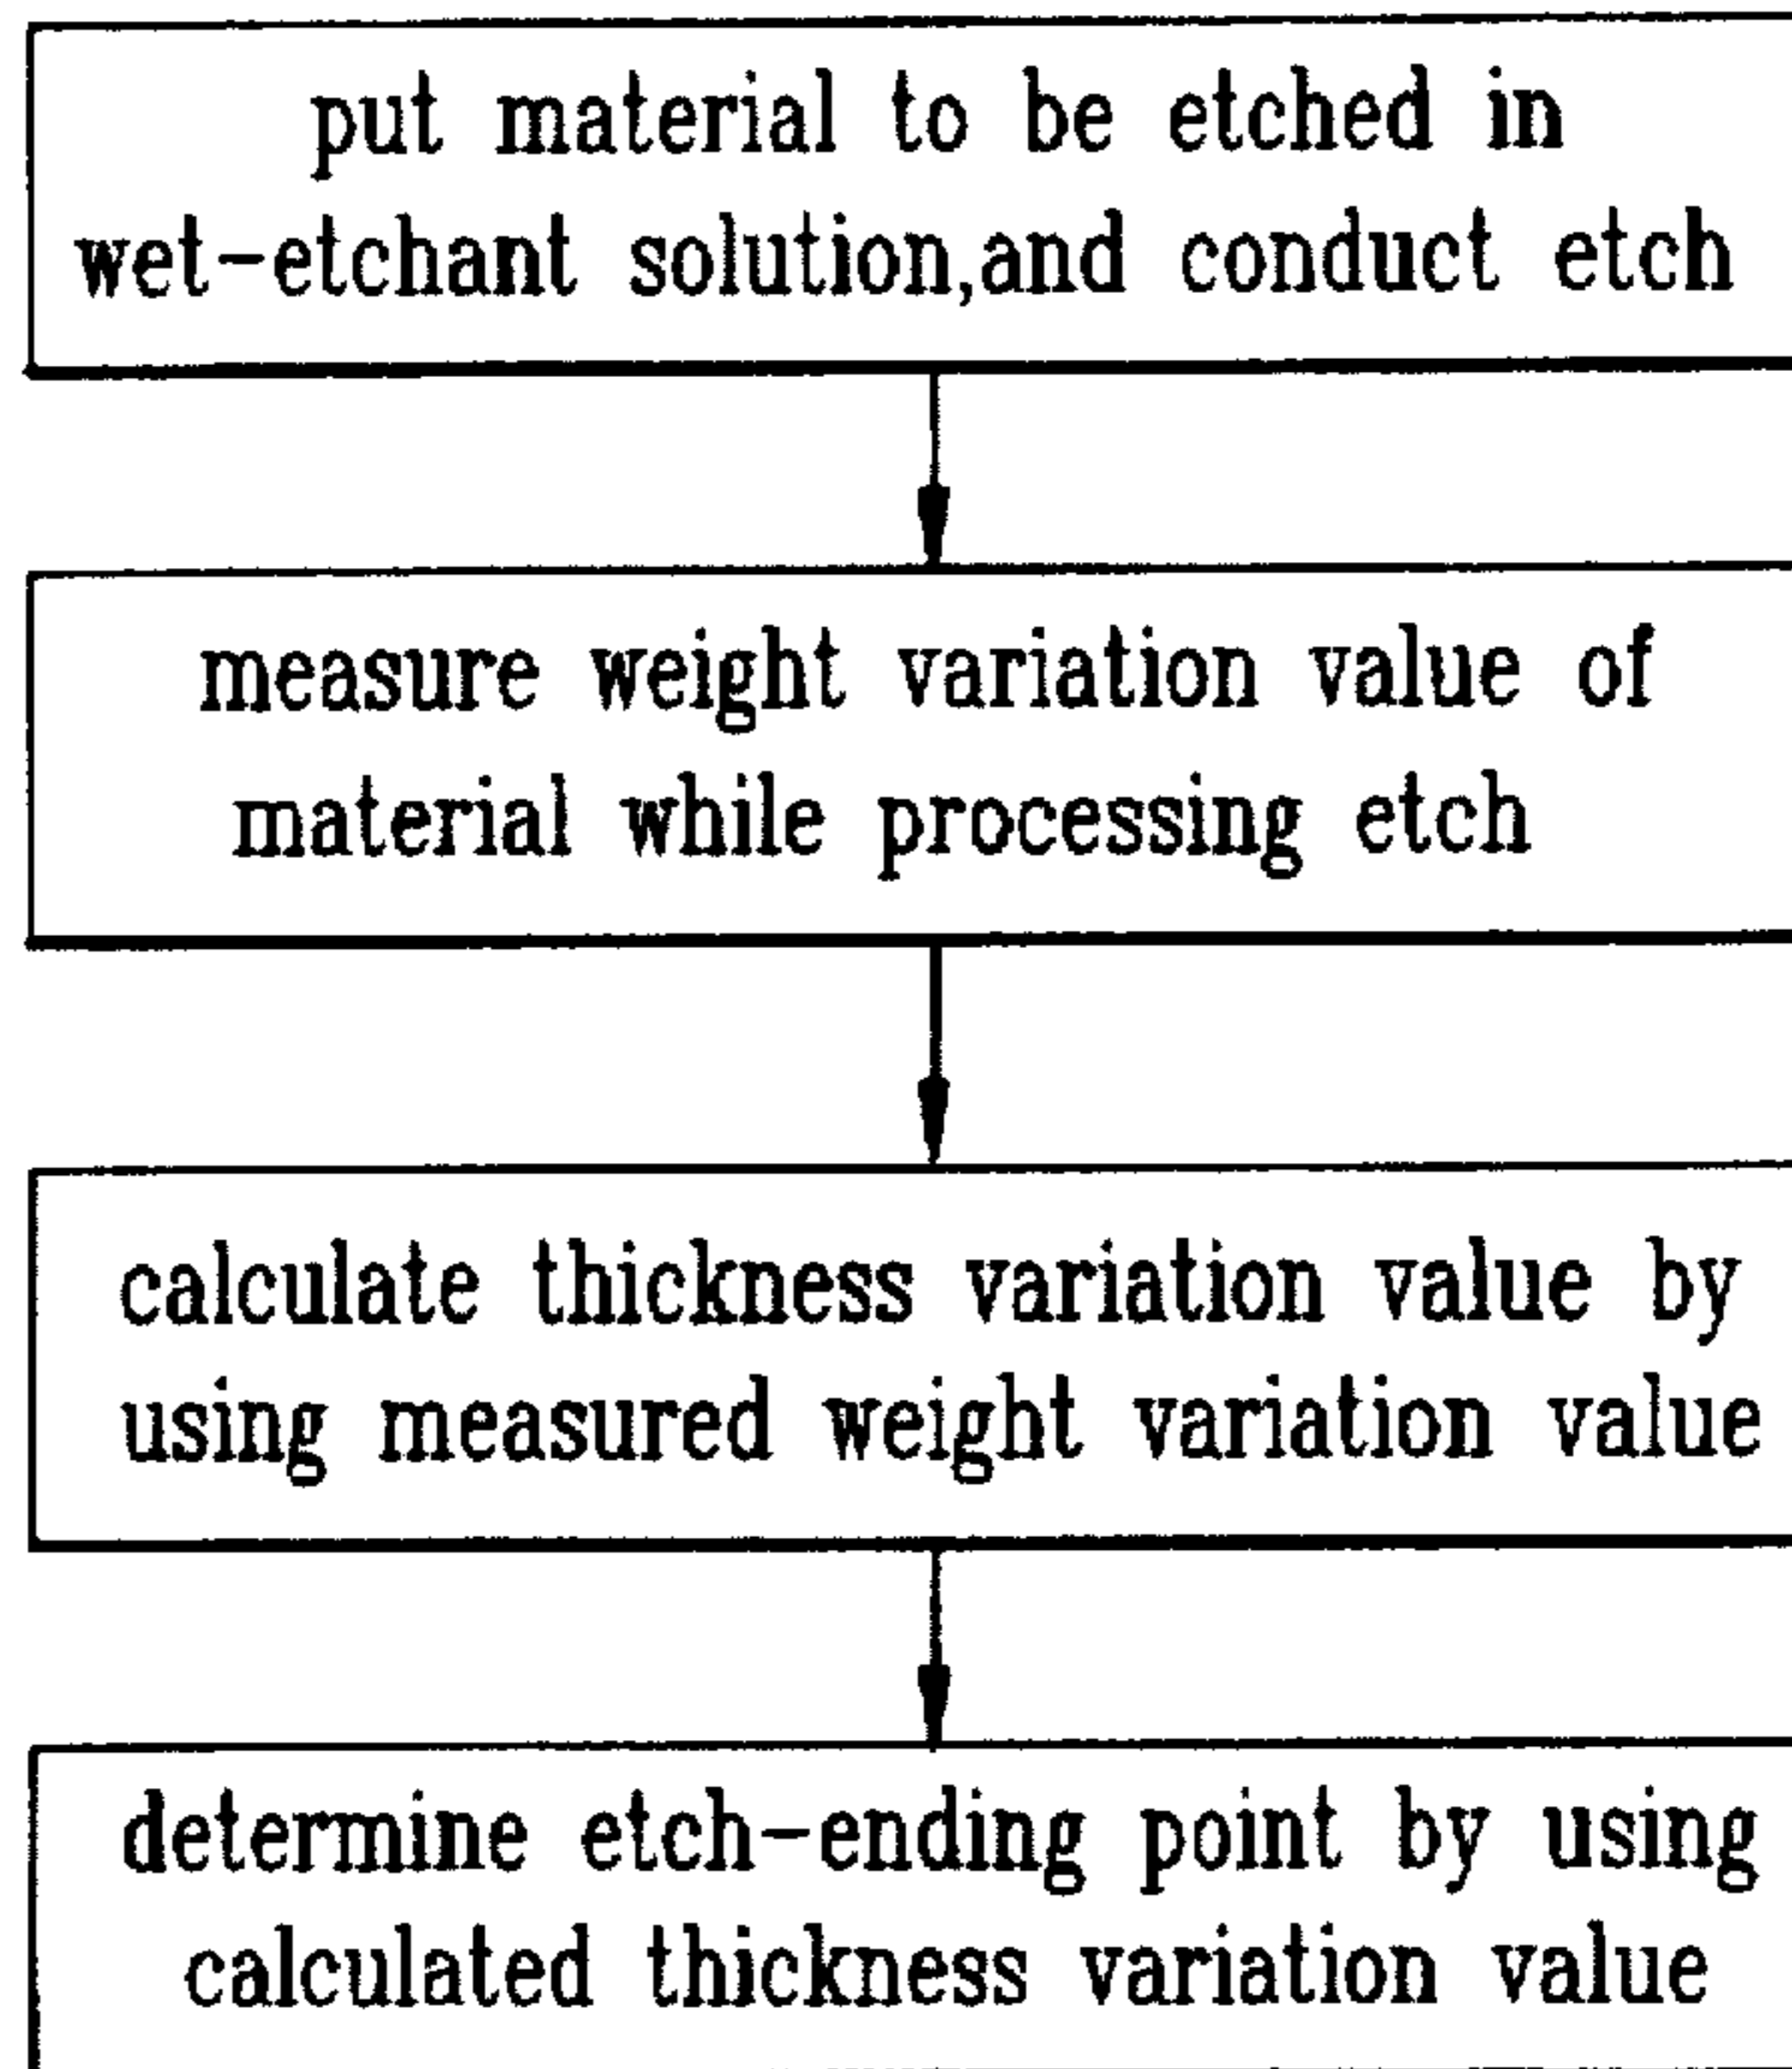 put material to be etched in
wet-etchant solution,and conduct etch
measure weight variation value of
material while processing etch
calculate thickness variation value by
using measured weight variation value
determine etch-ending point by using
calculated thickness variation value